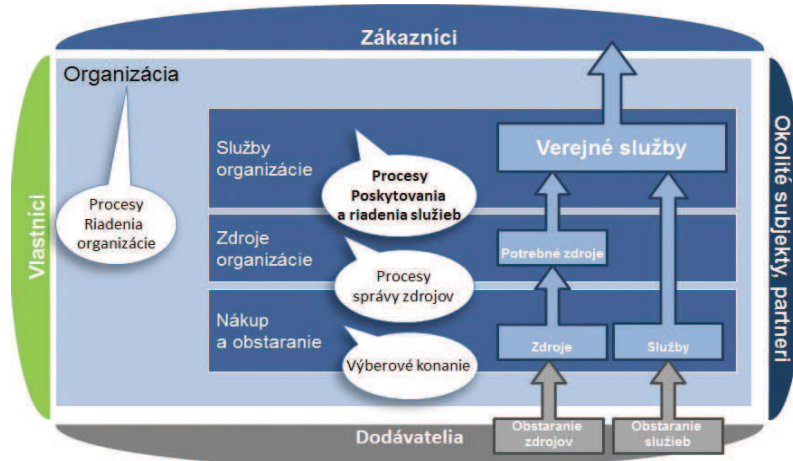 Zákazníci
Vlastníci
Okolité subjekty, partneri
Organizácia
Procesy
Riadenia
organizácie
Služby
organizácie
Procesy
Poskytovania
a riadenia služieb
Verejné služby
Zdroje
organizácie
Procesy
správy zdrojov
Potrebné zdroje
Nákup
a obstaranie
Výberové konanie
Zdroje
Služby
Dodávatelia
Obstaranie
zdrojov
Obstaranie
služieb